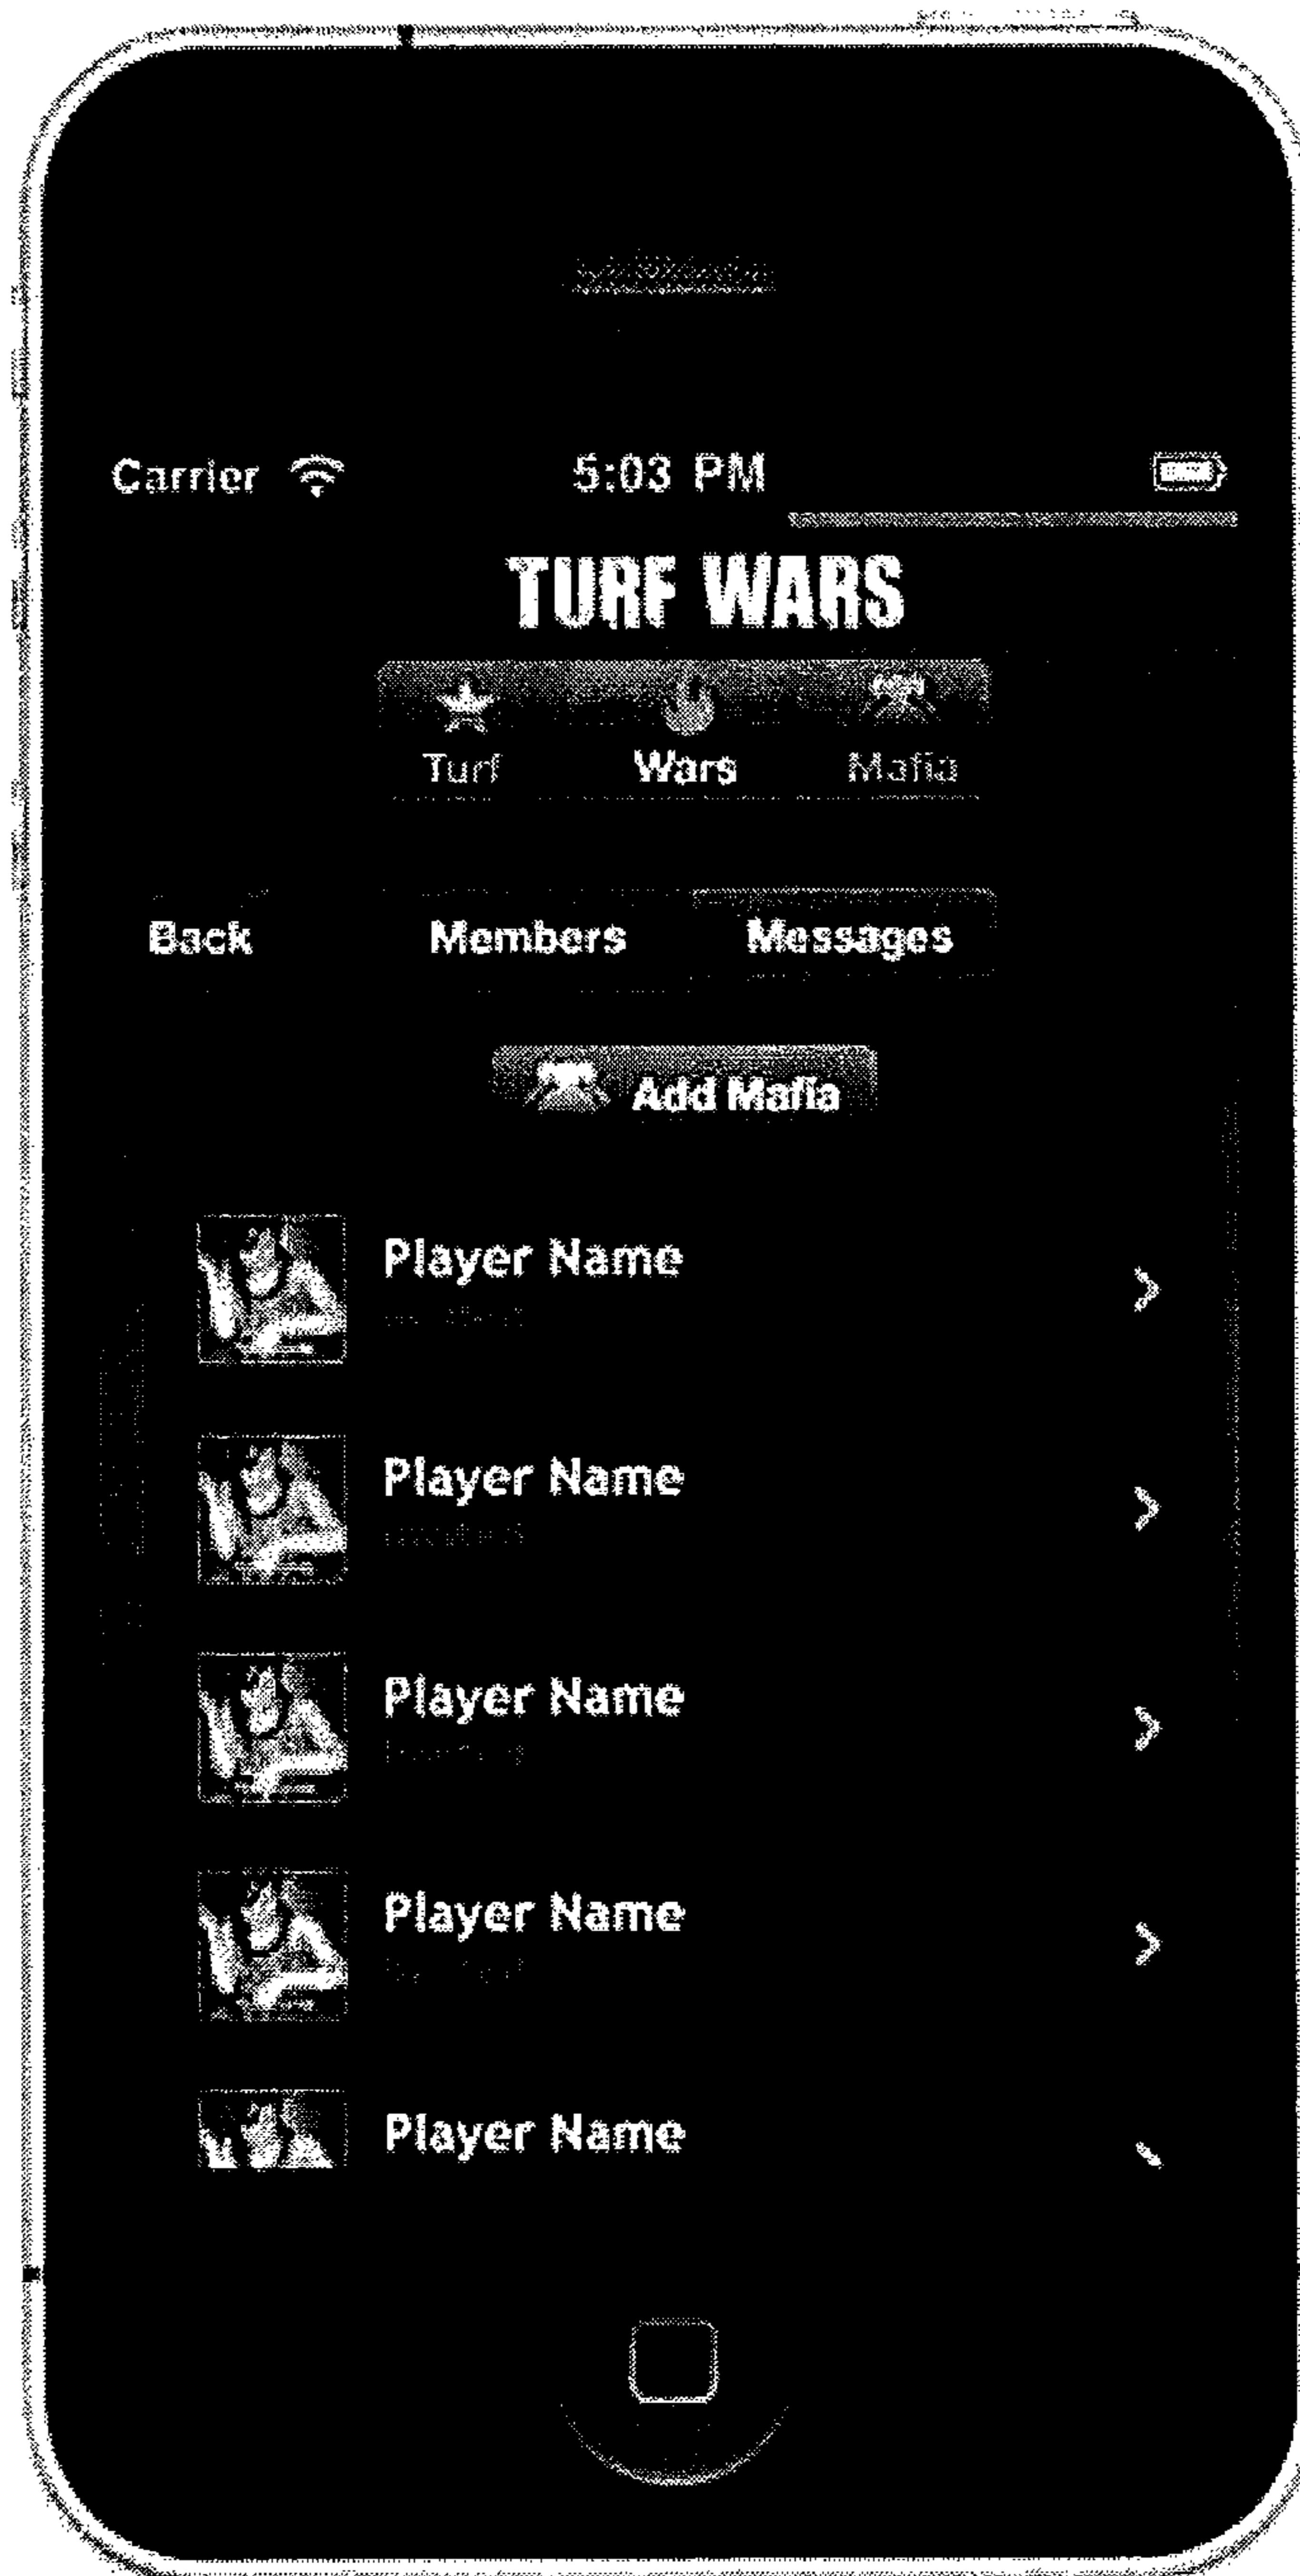 Carrier 5:03 PM
TURF WARS
Turf Wars Mafia
Back Members Messages
Add Mafia
Player Name
Player Name
Player Name
Player Name
Player Name